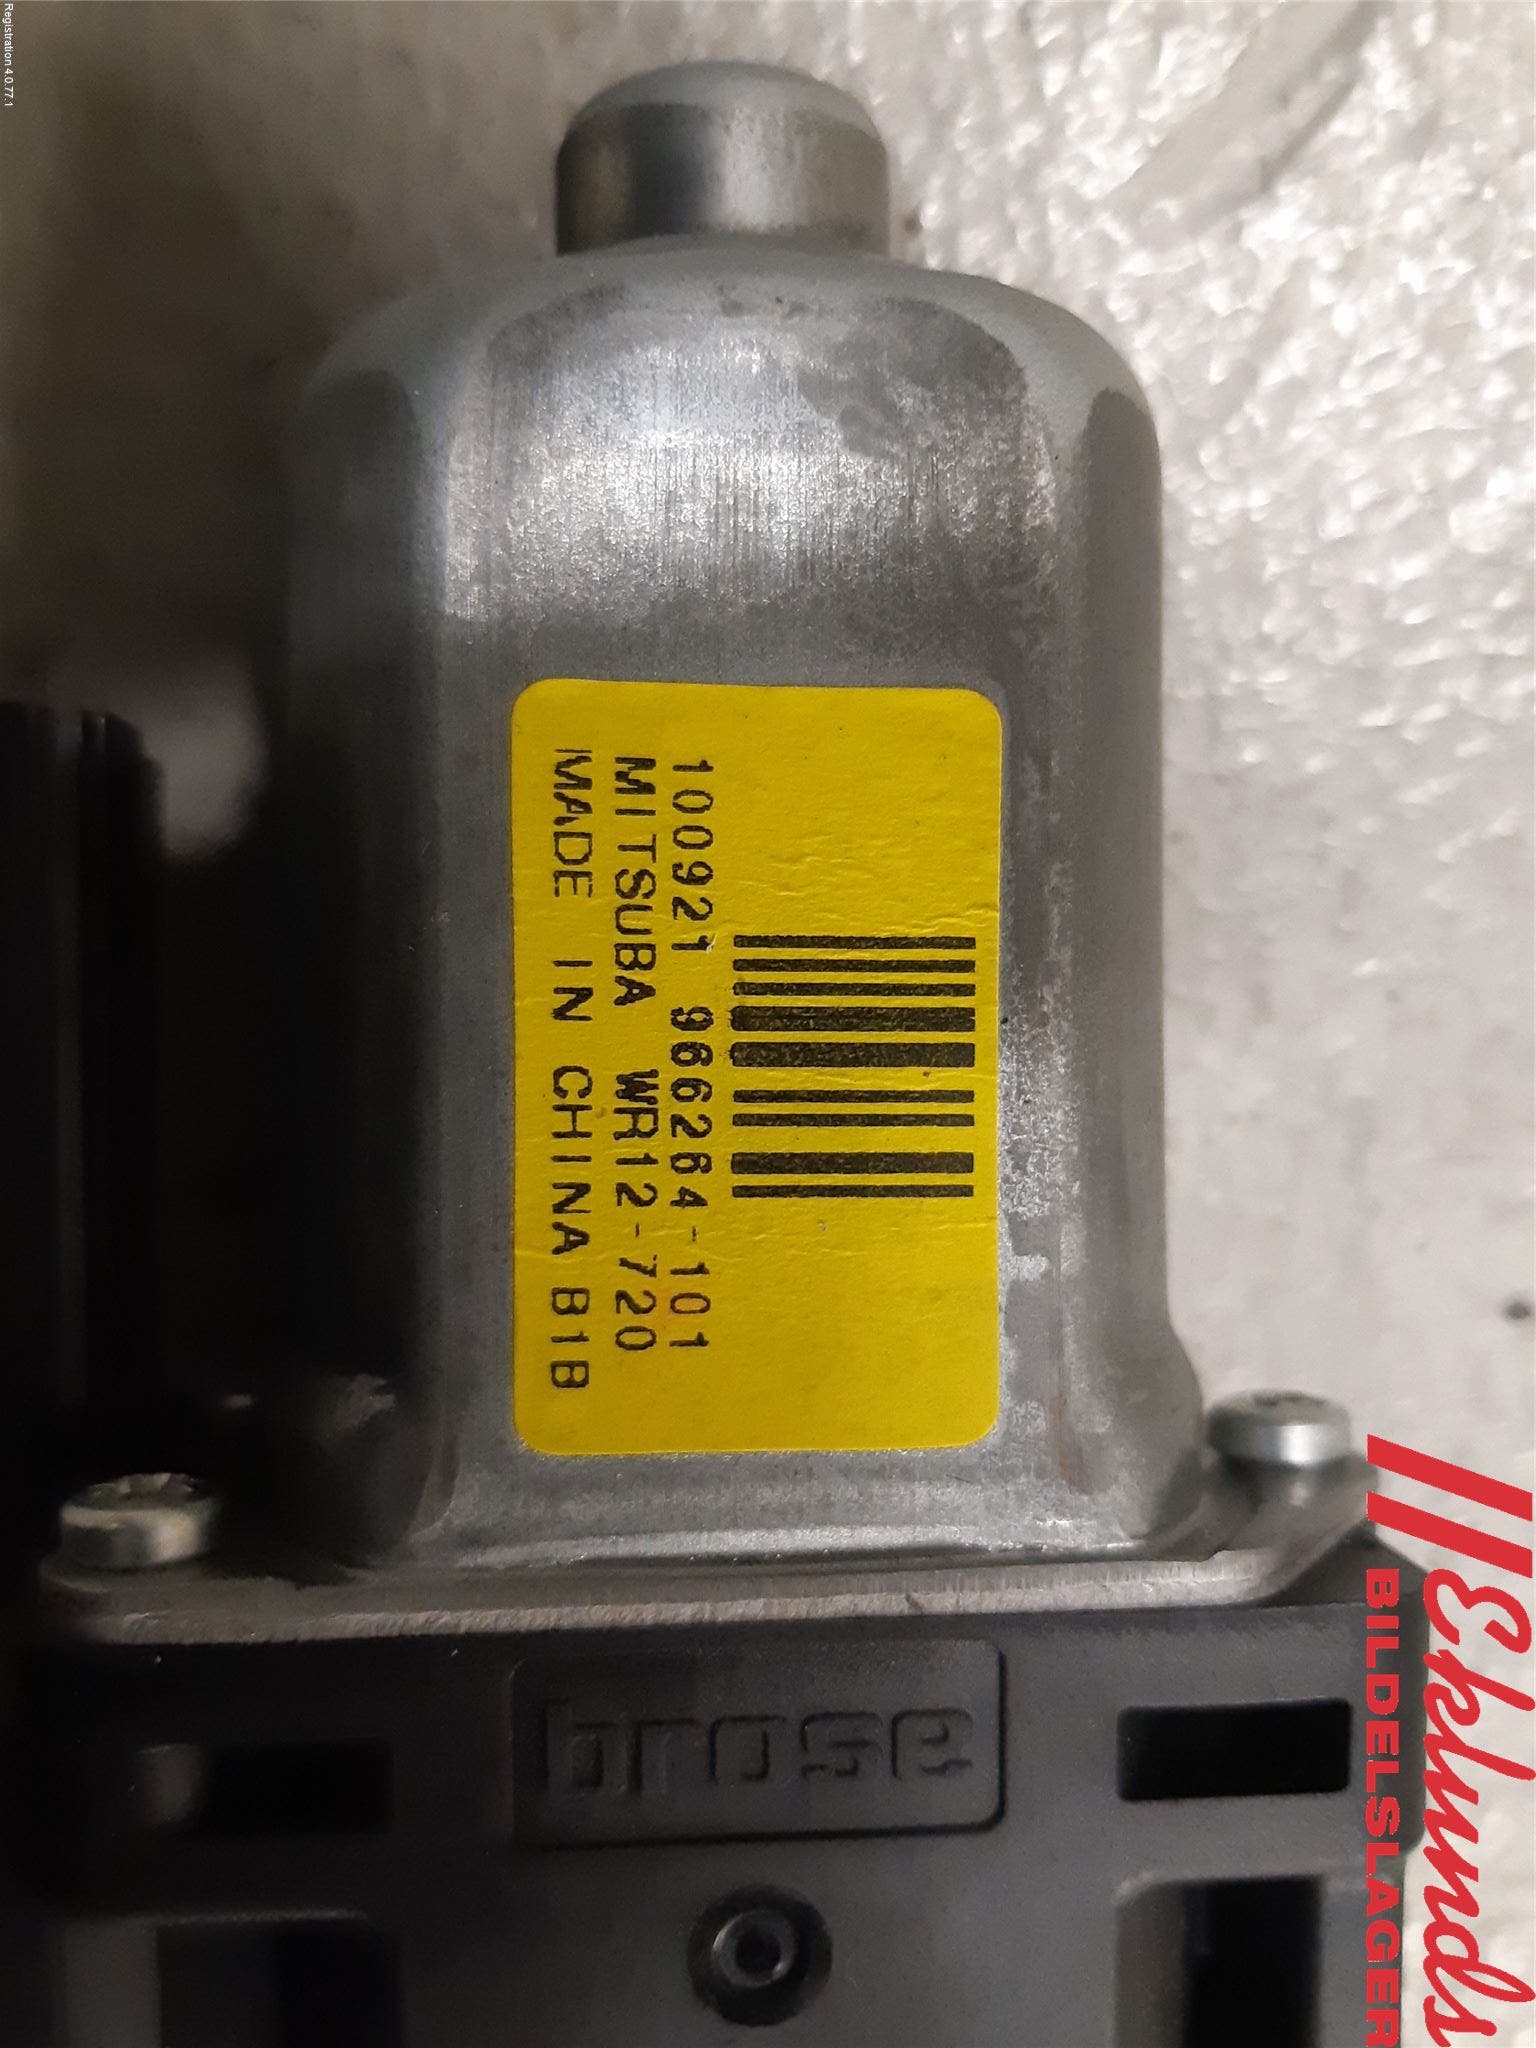 Registration 4.0.77.1
100921 966264-101
MITSUBA WR12-720
MADE IN CHINA B1B
brose
Eklunds
BILDELSLAGER